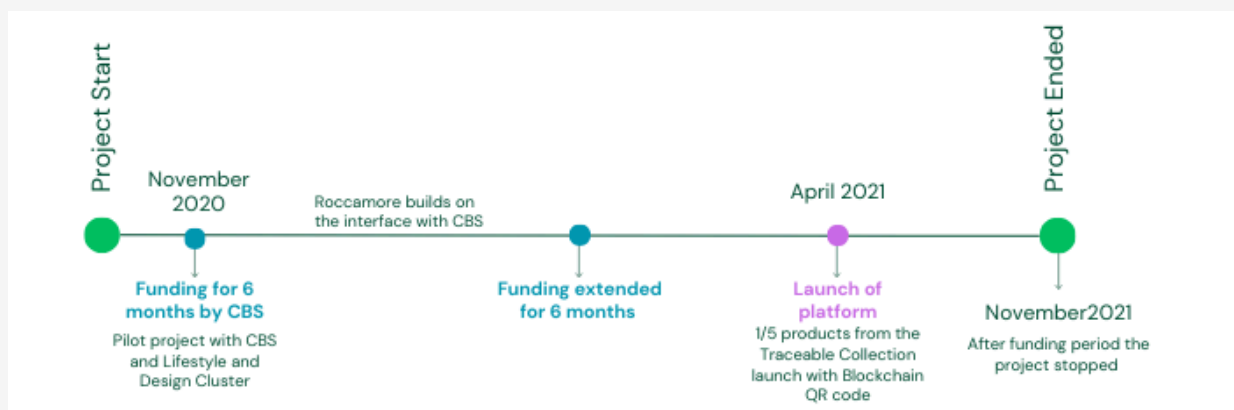 Project Start
November
2020
Funding for 6
months by CBS
Pilot project with CBS
and Lifestyle and
Design Cluster
Roccamore builds on
the interface with CBS
Funding extended
for 6 months
April 2021
Launch of
platform
1/5 products from the
Traceable Collection
launch with Blockchain
QR code
Project Ended
November2021
After funding period the
project stopped